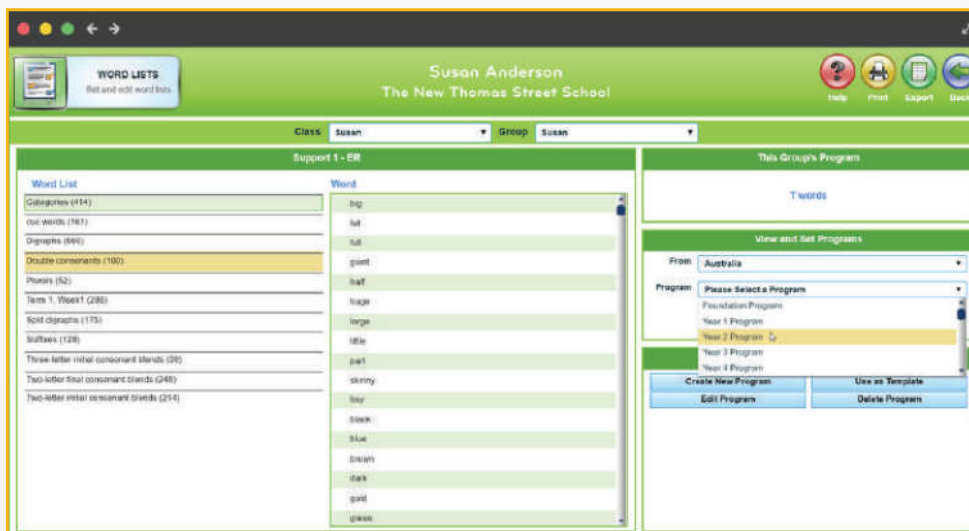 WORD LISTS
Set and edit word lists
Susan Anderson
The New Thomas Street School
Help
Print
Export
Class
Susan
Group
Susan
Support 1 - ER
Word List
Word
Categories (414)
cvc words (161)
Digraphs (660)
Double consonants (100)
Plurals (52)
Term 1, Week1 (280)
Split digraphs (175)
Suffixes (128)
Three-letter initial consonant blends (39)
Two-letter final consonant blends (246)
Two-letter initial consonant blends (214)
big
fat
full
giant
half
huge
large
little
part
skinny
tiny
black
blue
brown
dark
gold
green
This Group's Program
T words
View and Set Programs
From
Australia
Program
Please Select a Program
Foundation Program
Year 1 Program
Year 2 Program
Year 3 Program
Year 4 Program
Create New Program
Use as Template
Edit Program
Delete Program